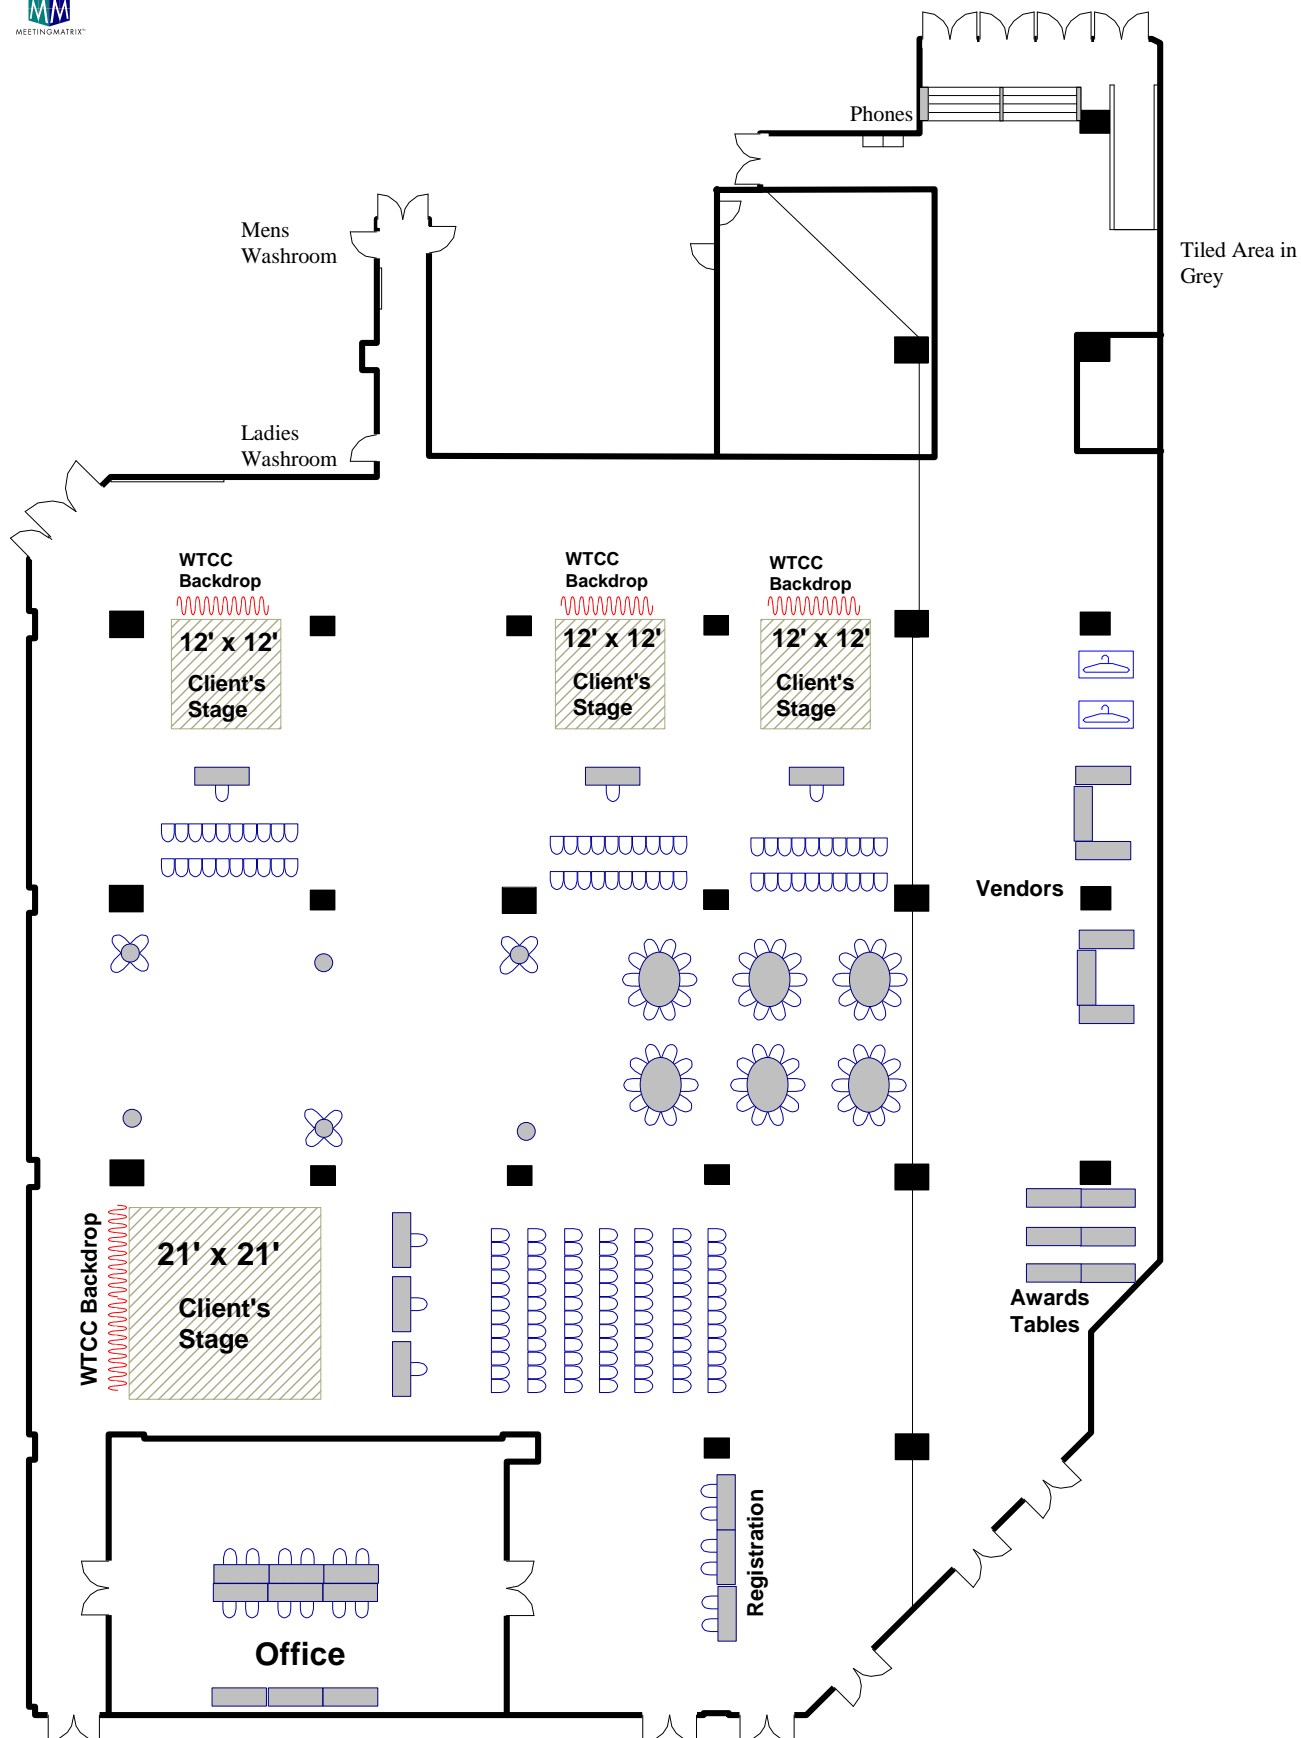 MM
MEETINGMATRIX™
Phones
Mens
Washroom
Tiled Area in
Grey
Ladies
Washroom
WTCC
Backdrop
WTCC
Backdrop
WTCC
Backdrop
12' x 12'
Client's
Stage
12' x 12'
Client's
Stage
12' x 12'
Client's
Stage
Vendors
WTCC Backdrop
21' x 21'
Client's
Stage
Awards
Tables
Registration
Office